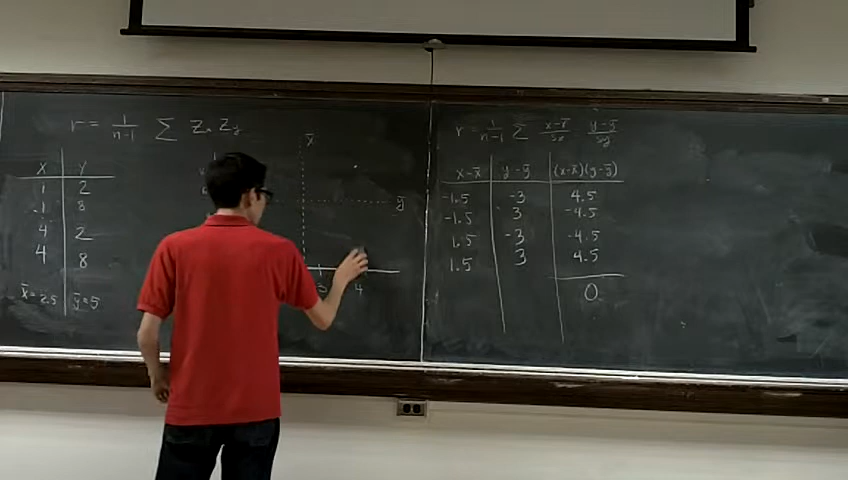 r = 1/(n-1) Σ Zx Zy
X Y
1 2
1 8
4 2
4 8
x̄ = 2.5 ȳ = 5
x̄
ȳ
3 4
r = 1/(n-1) Σ (x-x̄)/sx (y-ȳ)/sy
x-x̄ y-ȳ (x-x̄)(y-ȳ)
-1.5 -3 4.5
-1.5 3 -4.5
1.5 -3 -4.5
1.5 3 4.5
0